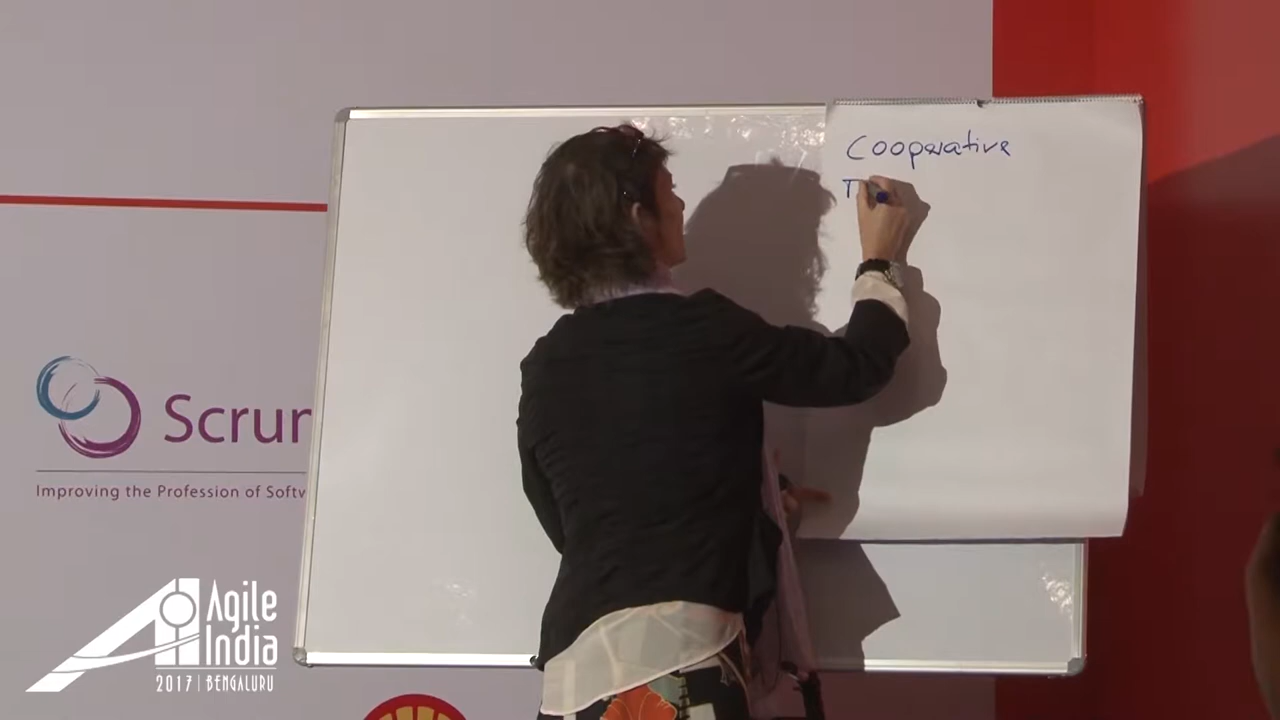 Cooperative
T
Scrum
Improving the Profession of Softw
Agile
India
2017 | BENGALURU